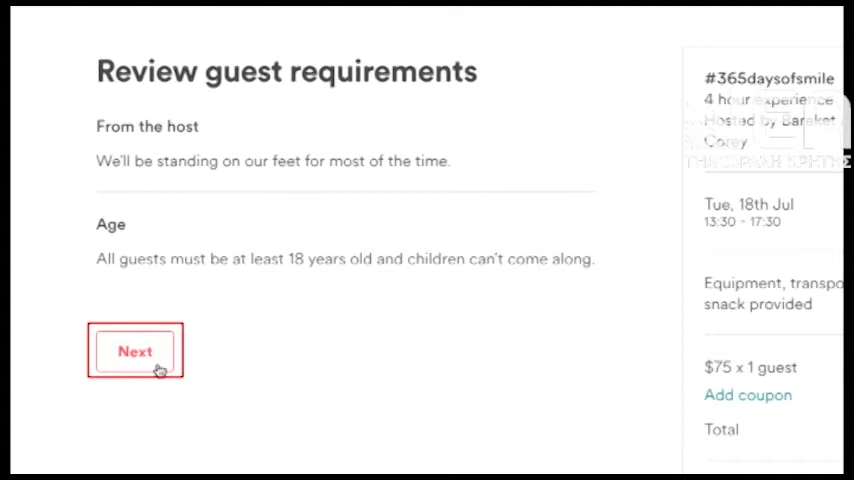 Review guest requirements
From the host
We'll be standing on our feet for most of the time.
Age
All guests must be at least 18 years old and children can't come along.
Next
#365daysofsmile
4 hour experience
Hosted by Bareket
Corey
Tue, 18th Jul
13:30 - 17:30
Equipment, transpo
snack provided
$75 x 1 guest
Add coupon
Total
ΚΡΗΤΗΣ